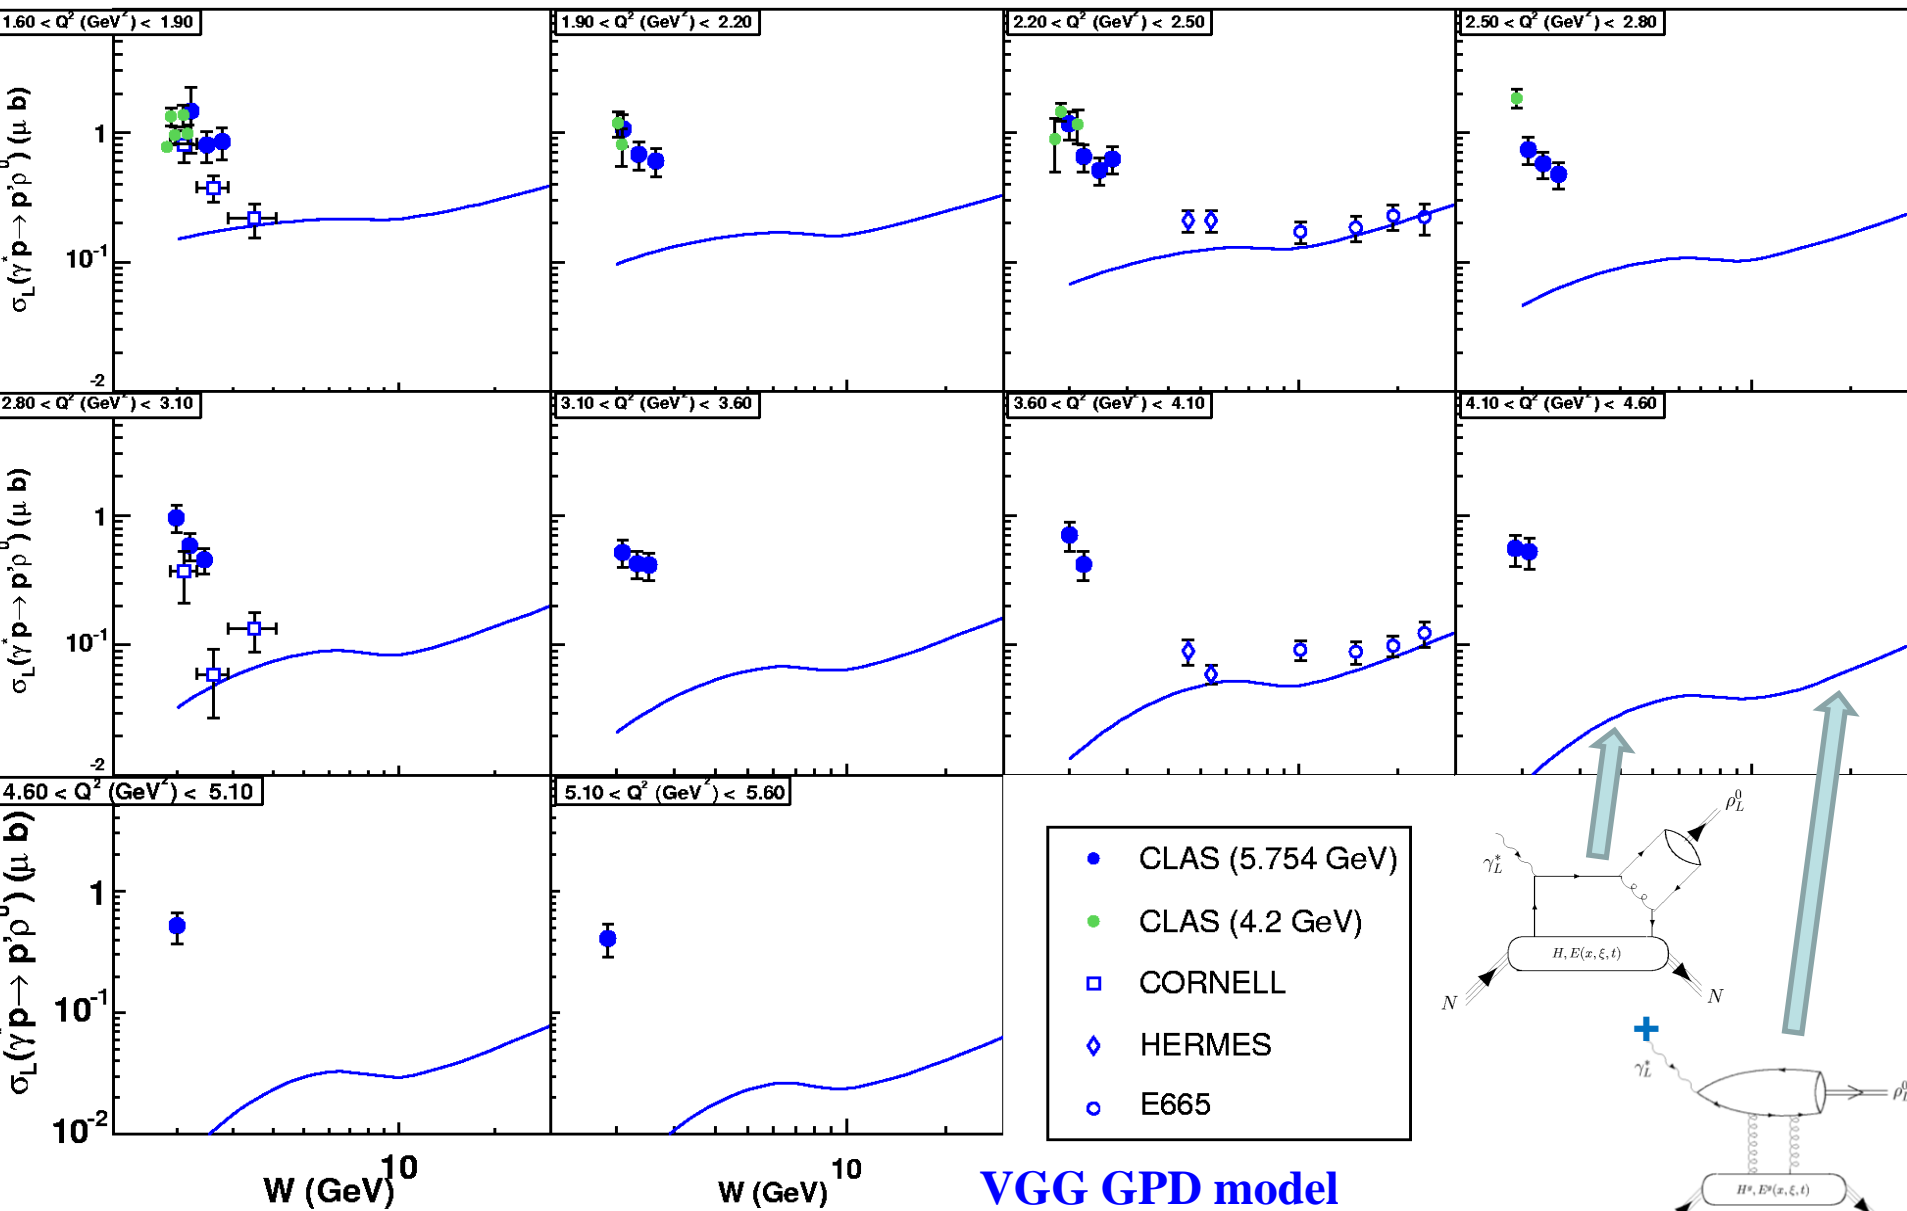 1.60 < Q² (GeV²) < 1.90
1.90 < Q² (GeV²) < 2.20
2.20 < Q² (GeV²) < 2.50
2.50 < Q² (GeV²) < 2.80
σL(γ* p → p'ρ⁰) (μ b)
1
10⁻¹
-2
2.80 < Q² (GeV²) < 3.10
3.10 < Q² (GeV²) < 3.60
3.60 < Q² (GeV²) < 4.10
4.10 < Q² (GeV²) < 4.60
σL(γ* p → p'ρ⁰) (μ b)
1
10⁻¹
-2
4.60 < Q² (GeV²) < 5.10
5.10 < Q² (GeV²) < 5.60
σL(γ* p → p'ρ⁰) (μ b)
1
10⁻¹
10⁻²
10
W (GeV)
10
W (GeV)
CLAS (5.754 GeV)
CLAS (4.2 GeV)
CORNELL
HERMES
E665
VGG GPD model
ρ⁰L
γ*L
H, E(x, ξ, t)
N
N
+
γ*L
ρ⁰L
Hᵍ, Eᵍ(x, ξ, t)